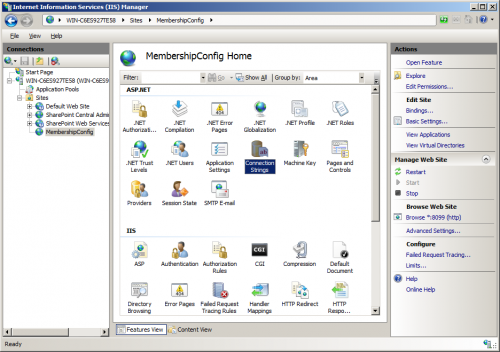 Internet Information Services (IIS) Manager
WIN-C6ES927TE58 Sites MembershipConfig
File View Help
Connections
Start Page
WIN-C6ES927TE58 (WIN-C6ES9
Application Pools
Sites
Default Web Site
SharePoint Central Admi
SharePoint Web Services
MembershipConfig
MembershipConfig Home
Filter: Go Show All Group by: Area
ASP.NET
.NET Authorizati...
.NET Compilation
.NET Error Pages
.NET Globalization
.NET Profile
.NET Roles
.NET Trust Levels
.NET Users
Application Settings
Connection Strings
Machine Key
Pages and Controls
Providers
Session State
SMTP E-mail
IIS
ASP
Authentication
Authorization Rules
CGI
CGI
Compression
Default Document
Directory Browsing
Error Pages
Failed Request Tracing Rules
Handler Mappings
HTTP Redirect
HTTP Respo...
Features View Content View
Actions
Open Feature
Explore
Edit Permissions...
Edit Site
Bindings...
Basic Settings...
View Applications
View Virtual Directories
Manage Web Site
Restart
Start
Stop
Browse Web Site
Browse *:8099 (http)
Advanced Settings...
Configure
Failed Request Tracing...
Limits...
Help
Online Help
Ready